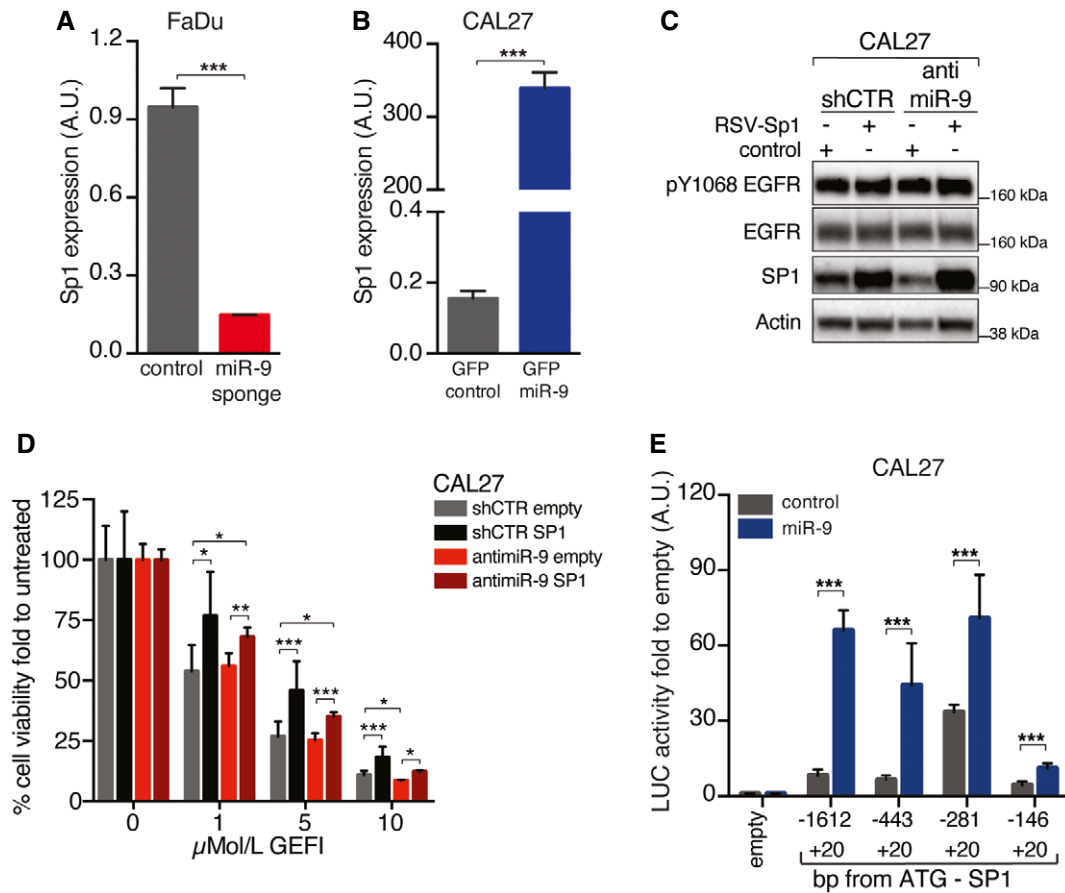 A
FaDu
Sp1 expression (A.U.)
1.2
0.9
0.6
0.3
0.0
***
control
miR-9
sponge
B
CAL27
Sp1 expression (A.U.)
400
300
200
0.4
0.2
0.0
***
GFP
control
GFP
miR-9
C
CAL27
shCTR
anti
miR-9
RSV-Sp1 - + - +
control + - + -
pY1068 EGFR
160 kDa
EGFR
160 kDa
SP1
90 kDa
Actin
38 kDa
D
CAL27
shCTR empty
shCTR SP1
antimiR-9 empty
antimiR-9 SP1
% cell viability fold to untreated
125
100
75
50
25
0
*
*
**
*
***
***
*
***
*
0 1 5 10
µMol/L GEFI
E
CAL27
control
miR-9
LUC activity fold to empty (A.U.)
120
90
60
30
0
***
***
***
***
empty
-1612 -443 -281 -146
+20 +20 +20 +20
bp from ATG - SP1